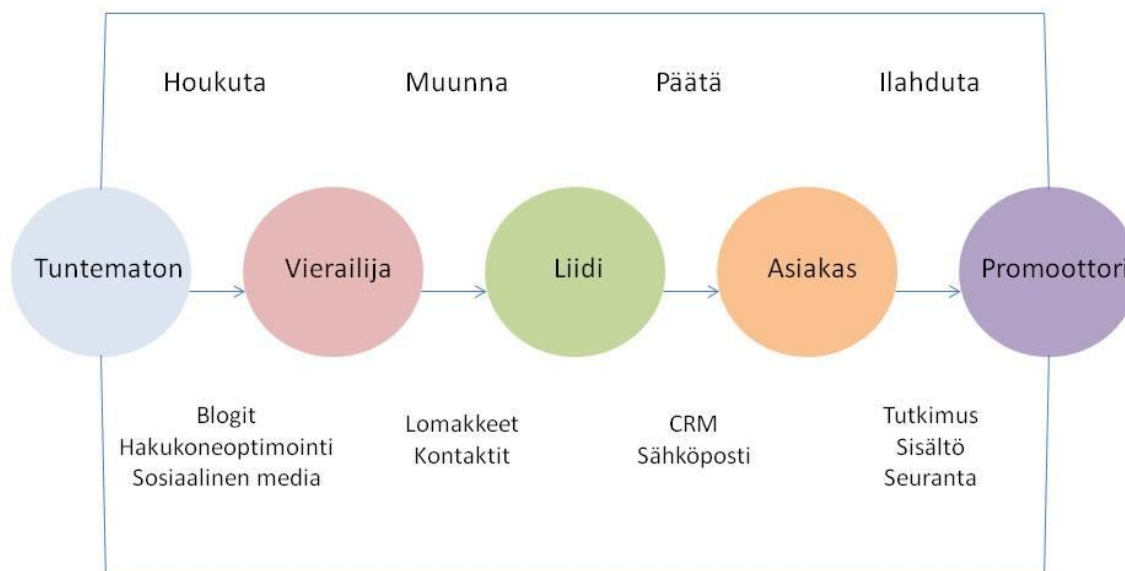 Houkuta Muunna Päätä Ilahduta
Tuntematon Vierailija Liidi Asiakas Promoottori
Blogit
Hakukoneoptimointi
Sosiaalinen media
Lomakkeet
Kontaktit
CRM
Sähköposti
Tutkimus
Sisältö
Seuranta